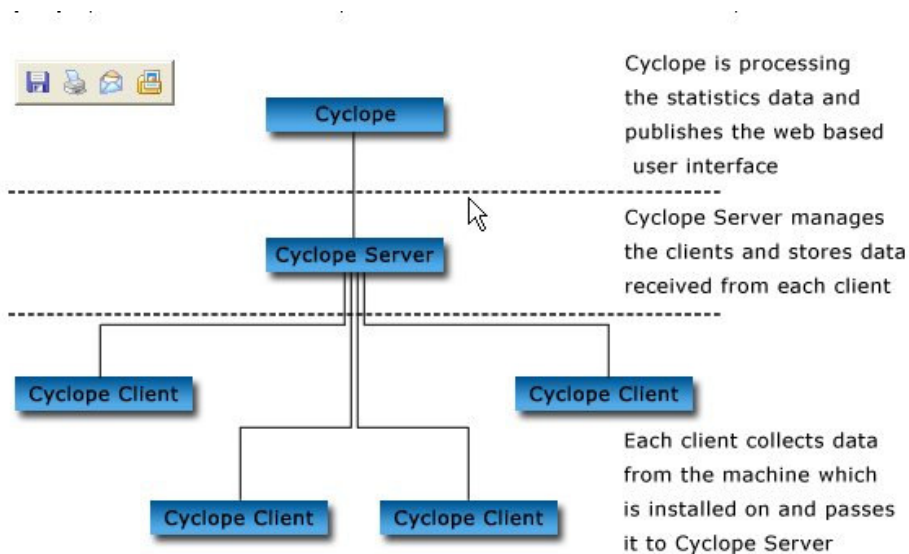 Cyclope
Cyclope is processing
the statistics data and
publishes the web based
user interface
Cyclope Server
Cyclope Server manages
the clients and stores data
received from each client
Cyclope Client
Cyclope Client
Cyclope Client
Cyclope Client
Each client collects data
from the machine which
is installed on and passes
it to Cyclope Server